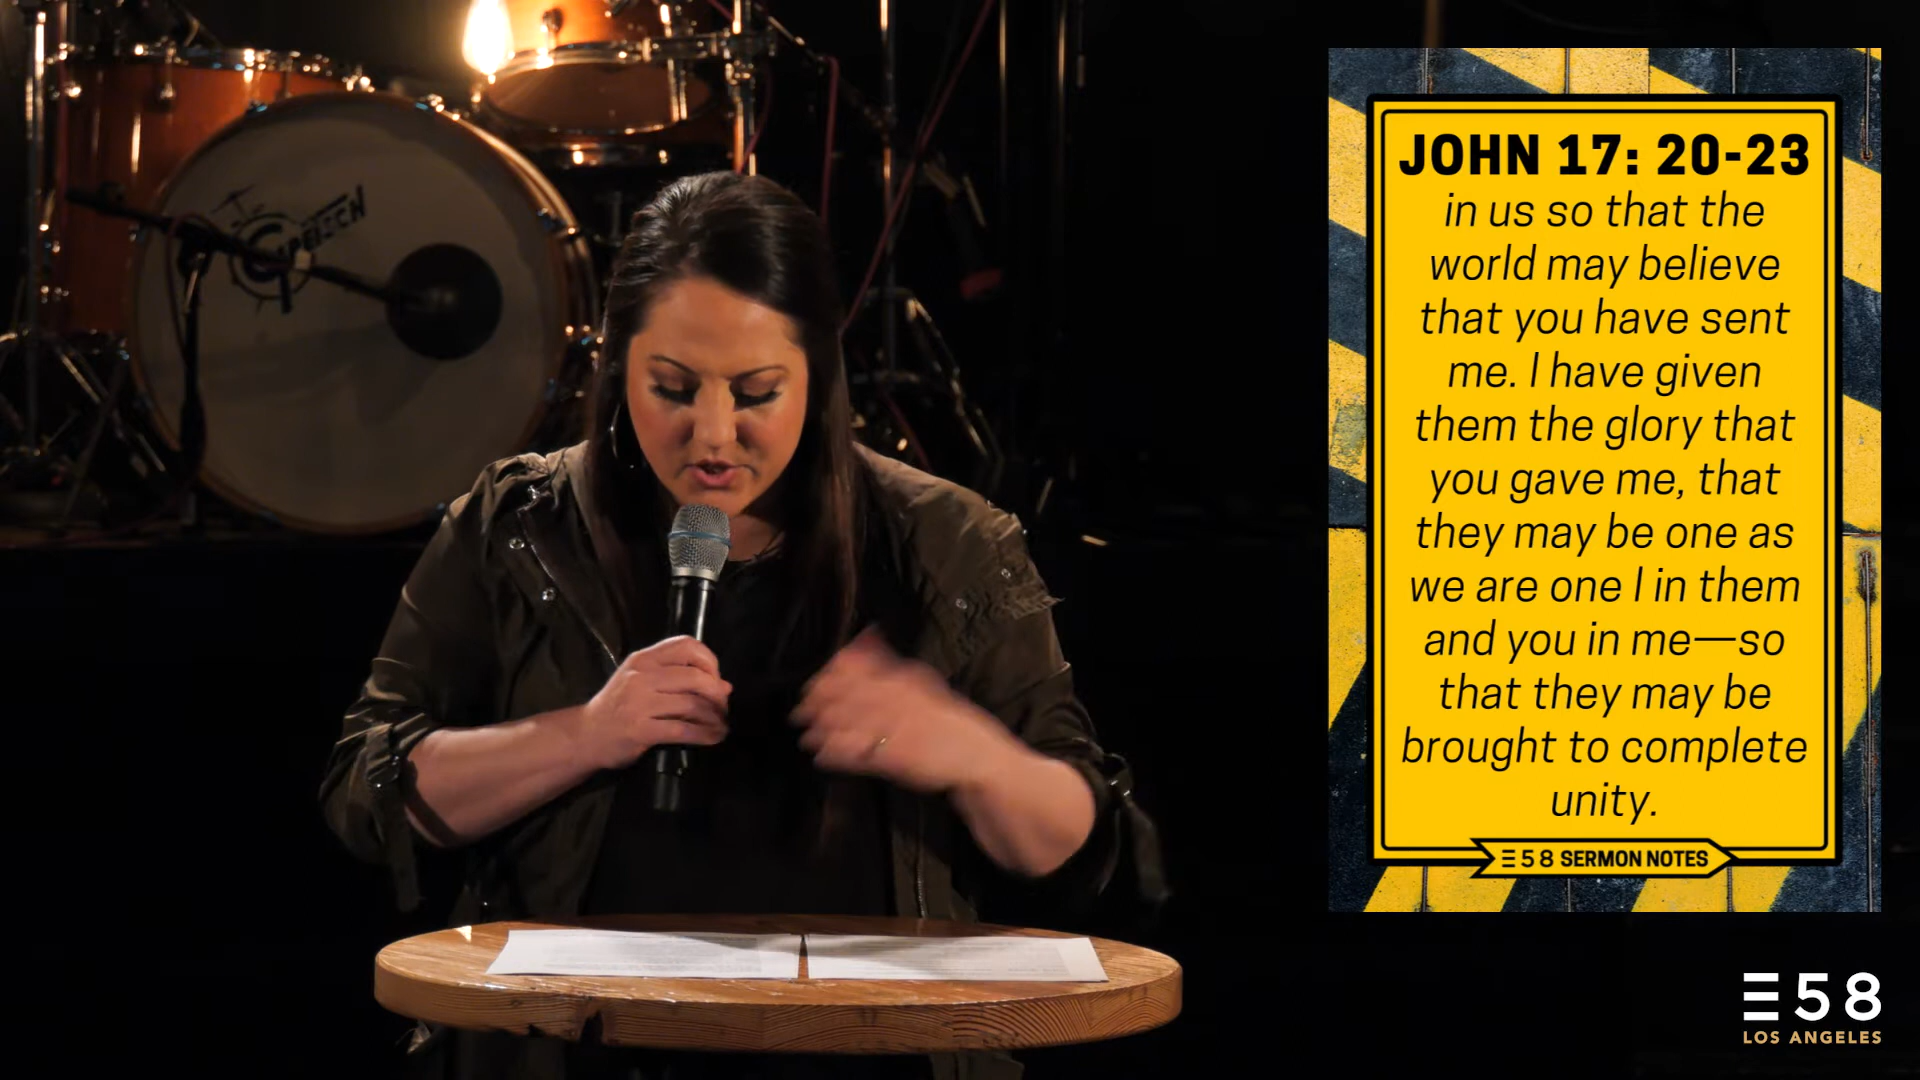 GRETSCH
JOHN 17: 20-23
in us so that the
world may believe
that you have sent
me. I have given
them the glory that
you gave me, that
they may be one as
we are one I in them
and you in me—so
that they may be
brought to complete
unity.
E58 SERMON NOTES
E58
LOS ANGELES